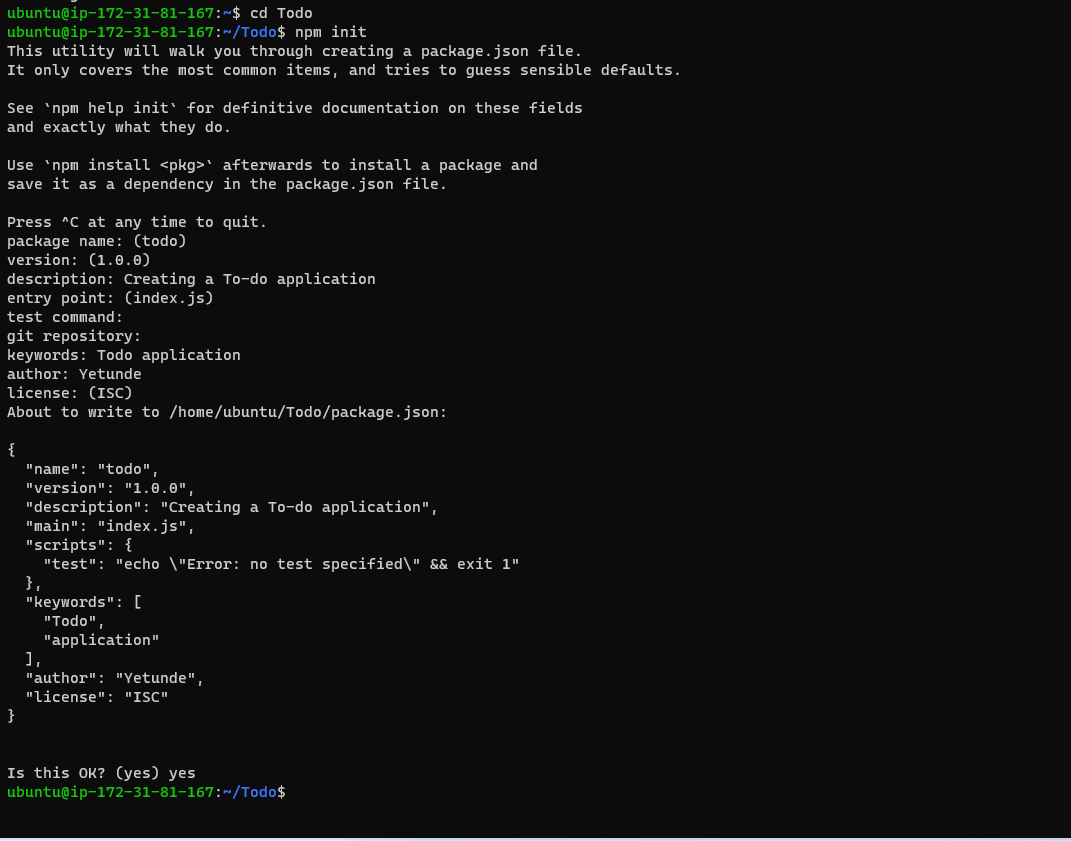 ubuntu@ip-172-31-81-167:~$ cd Todo
ubuntu@ip-172-31-81-167:~/Todo$ npm init
This utility will walk you through creating a package.json file.
It only covers the most common items, and tries to guess sensible defaults.

See `npm help init` for definitive documentation on these fields
and exactly what they do.

Use `npm install <pkg>` afterwards to install a package and
save it as a dependency in the package.json file.

Press ^C at any time to quit.
package name: (todo)
version: (1.0.0)
description: Creating a To-do application
entry point: (index.js)
test command:
git repository:
keywords: Todo application
author: Yetunde
license: (ISC)
About to write to /home/ubuntu/Todo/package.json:

{
  "name": "todo",
  "version": "1.0.0",
  "description": "Creating a To-do application",
  "main": "index.js",
  "scripts": {
    "test": "echo \"Error: no test specified\" && exit 1"
  },
  "keywords": [
    "Todo",
    "application"
  ],
  "author": "Yetunde",
  "license": "ISC"
}


Is this OK? (yes) yes
ubuntu@ip-172-31-81-167:~/Todo$